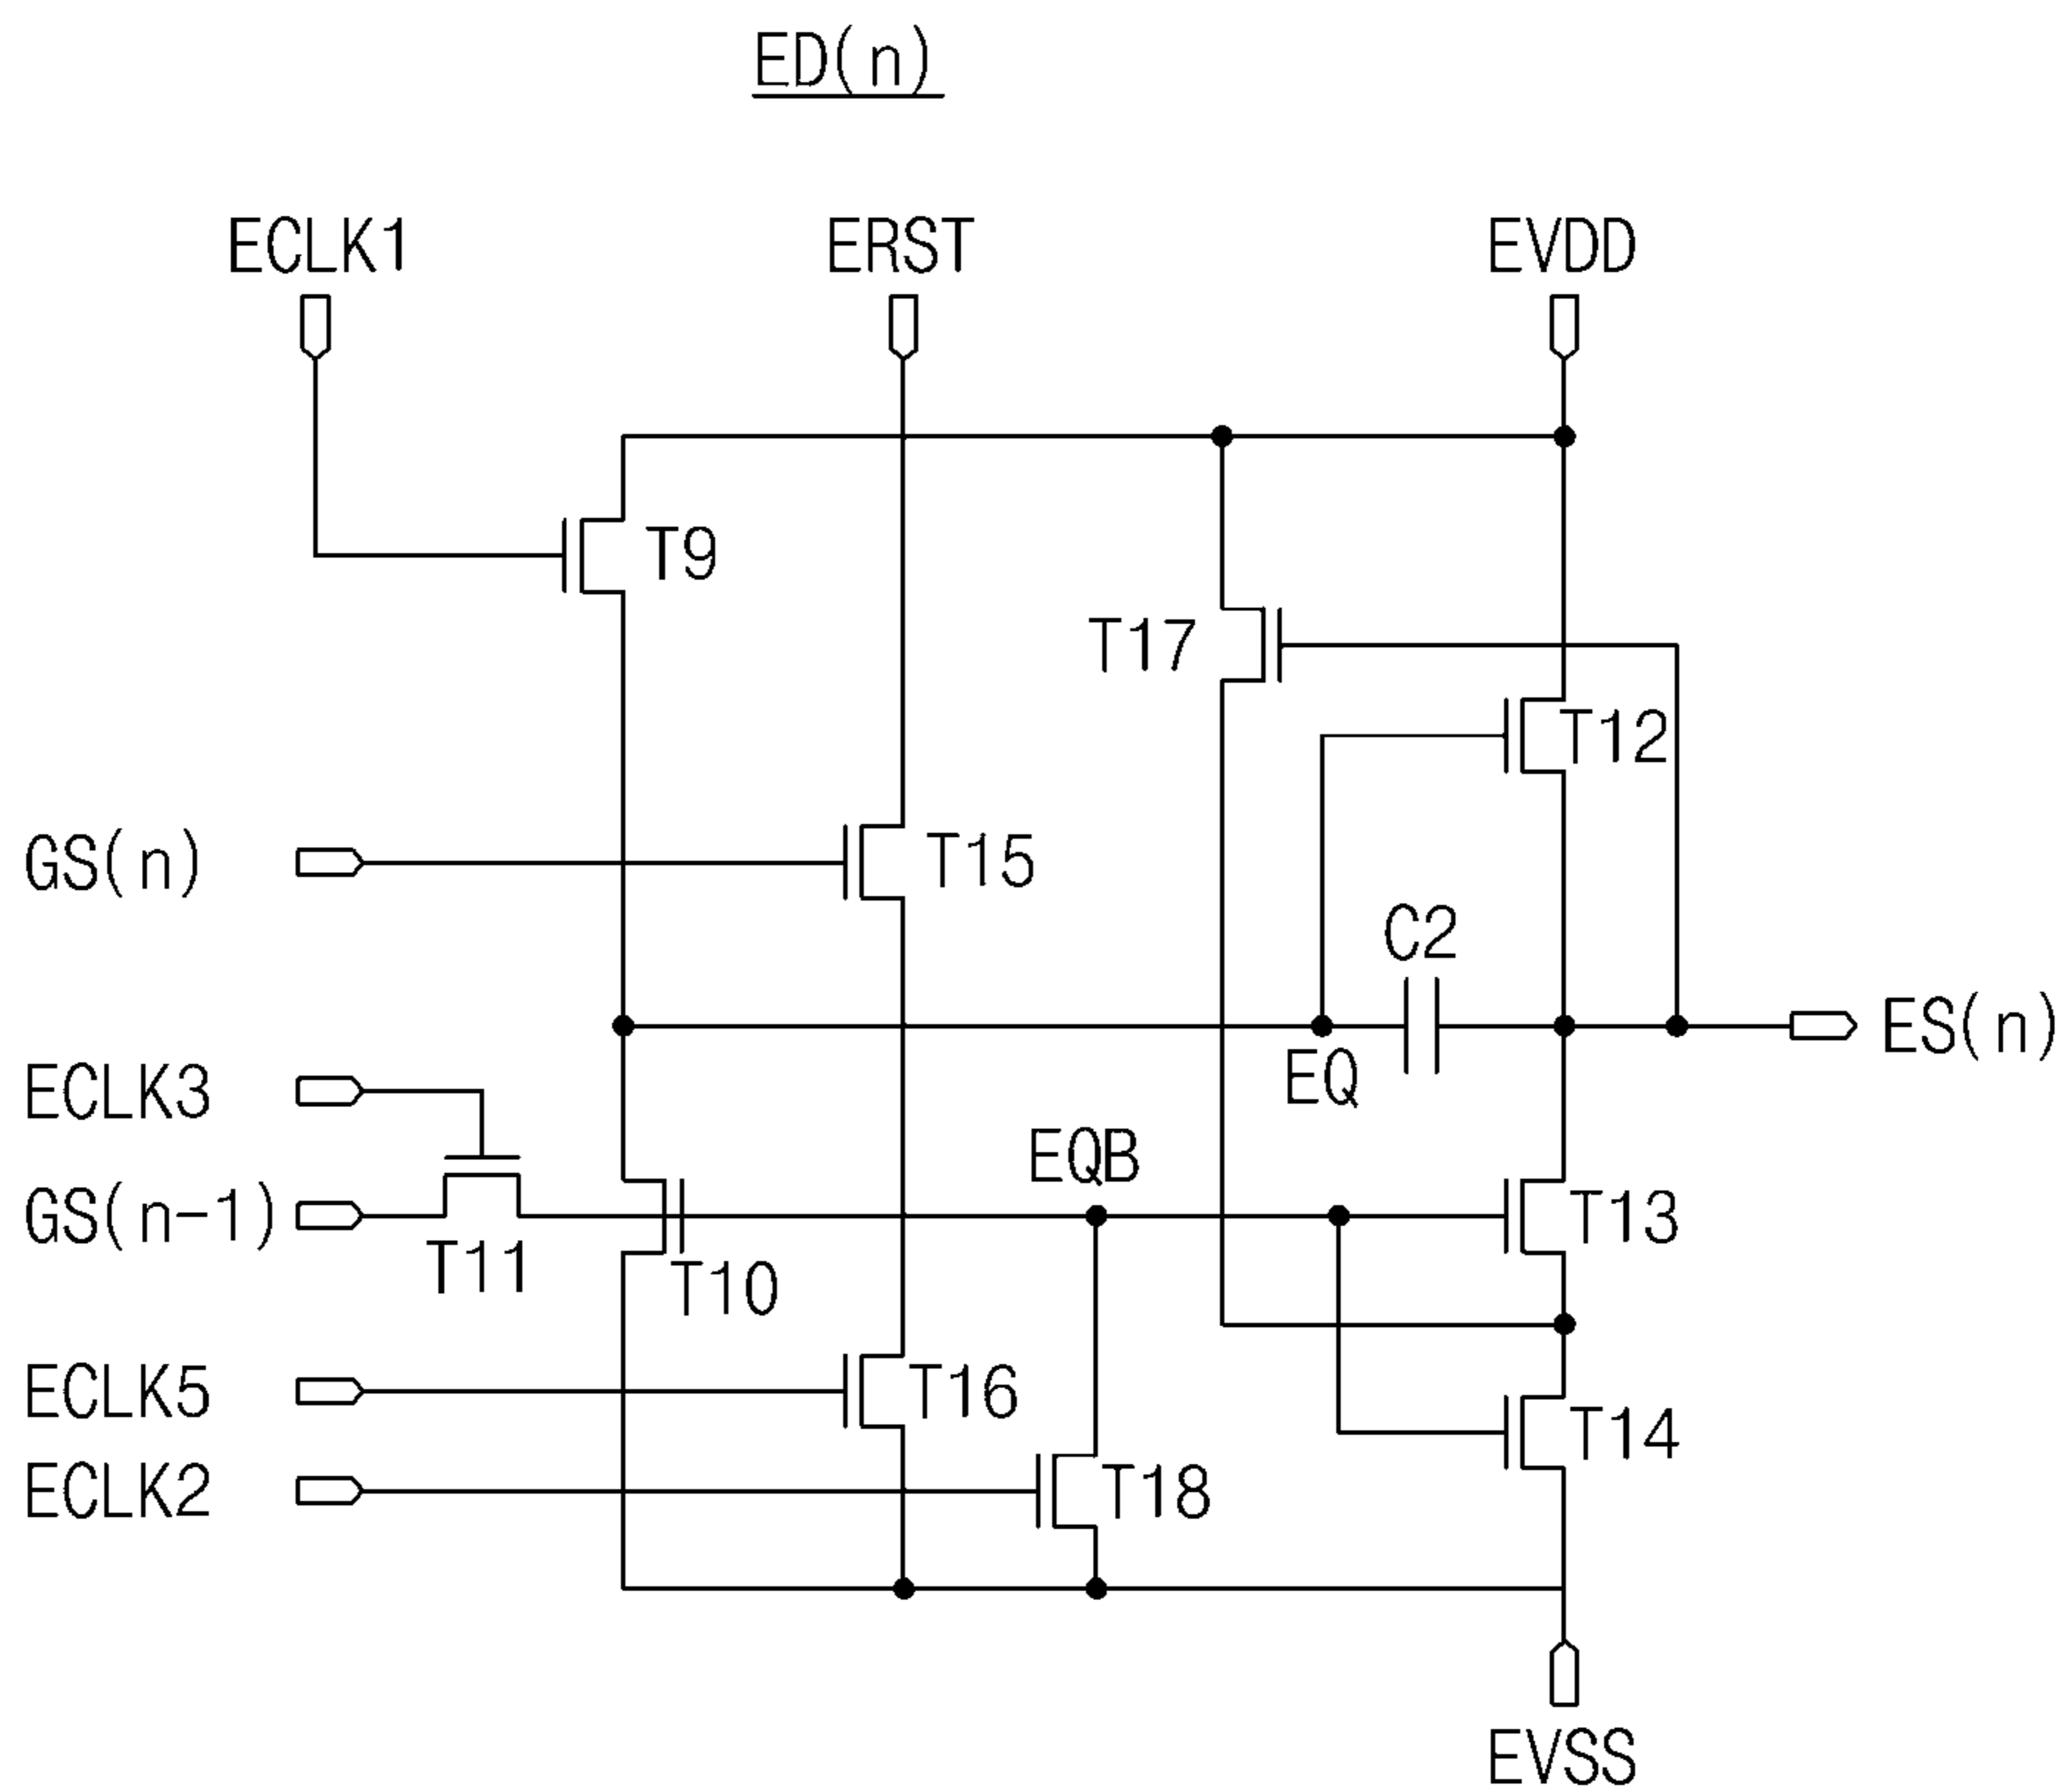 ED(n)
ECLK1
ERST
EVDD
T9
T17
T12
GS(n)
T15
C2
ES(n)
EQ
ECLK3
EQB
GS(n-1)
T11
T10
T13
ECLK5
T16
T14
ECLK2
T18
EVSS